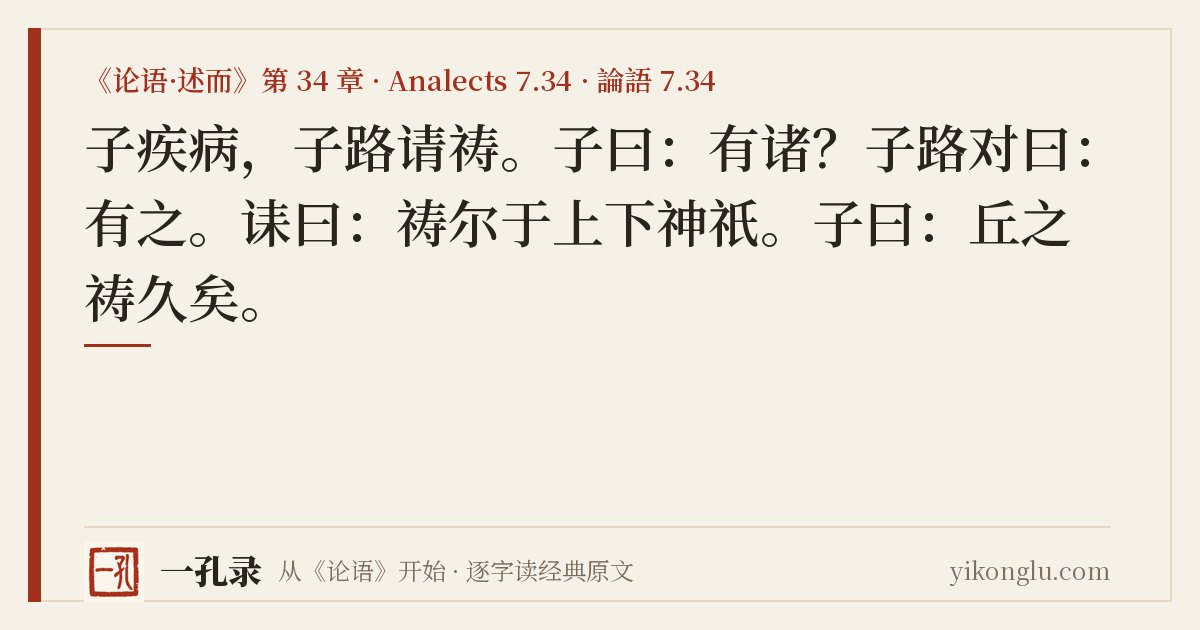 《论语·述而》第 34 章 · Analects 7.34 · 論語 7.34
子疾病，子路请祷。子曰：有诸？子路对曰：
有之。诔曰：祷尔于上下神祇。子曰：丘之
祷久矣。
一孔
一孔录 从《论语》开始 · 逐字读经典原文 yikonglu.com